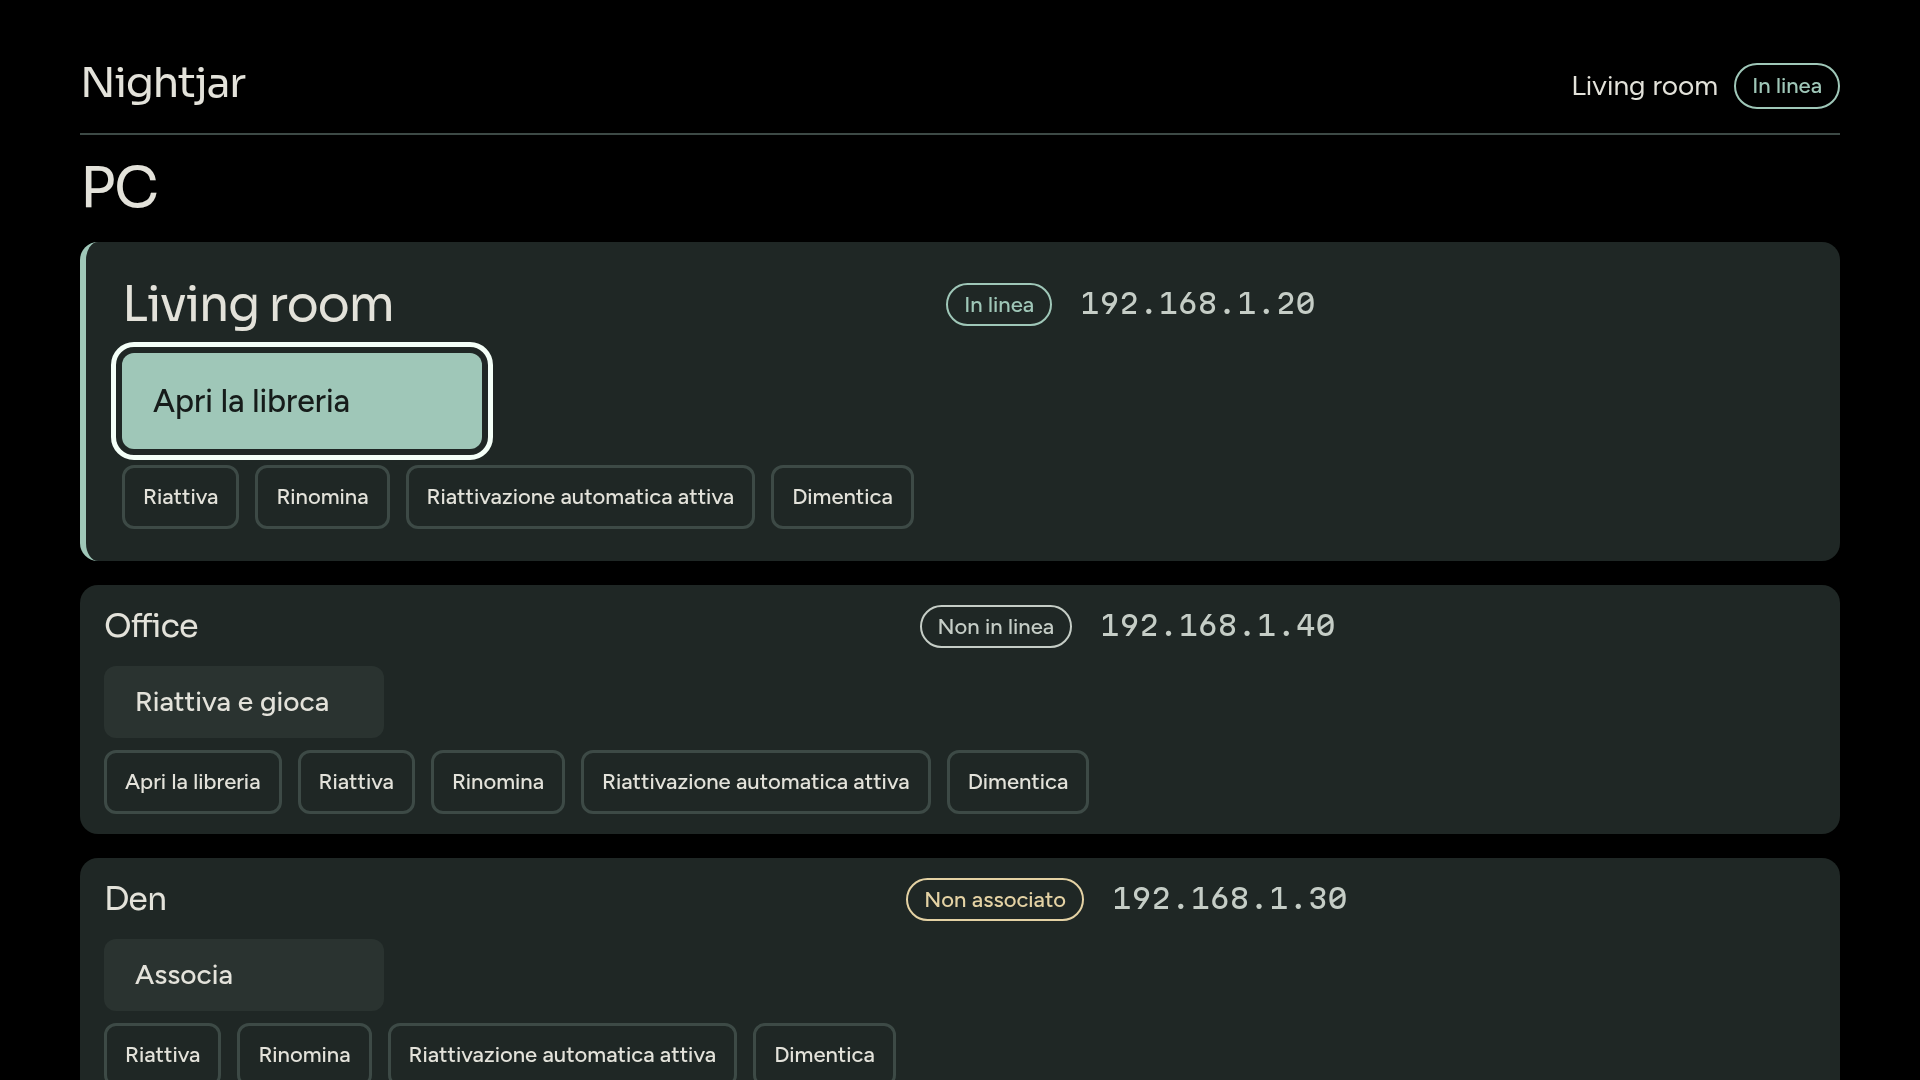 Nightjar
Living room In linea
PC
Living room In linea 192.168.1.20
Apri la libreria
Riattiva Rinomina Riattivazione automatica attiva Dimentica
Office Non in linea 192.168.1.40
Riattiva e gioca
Apri la libreria Riattiva Rinomina Riattivazione automatica attiva Dimentica
Den Non associato 192.168.1.30
Associa
Riattiva Rinomina Riattivazione automatica attiva Dimentica